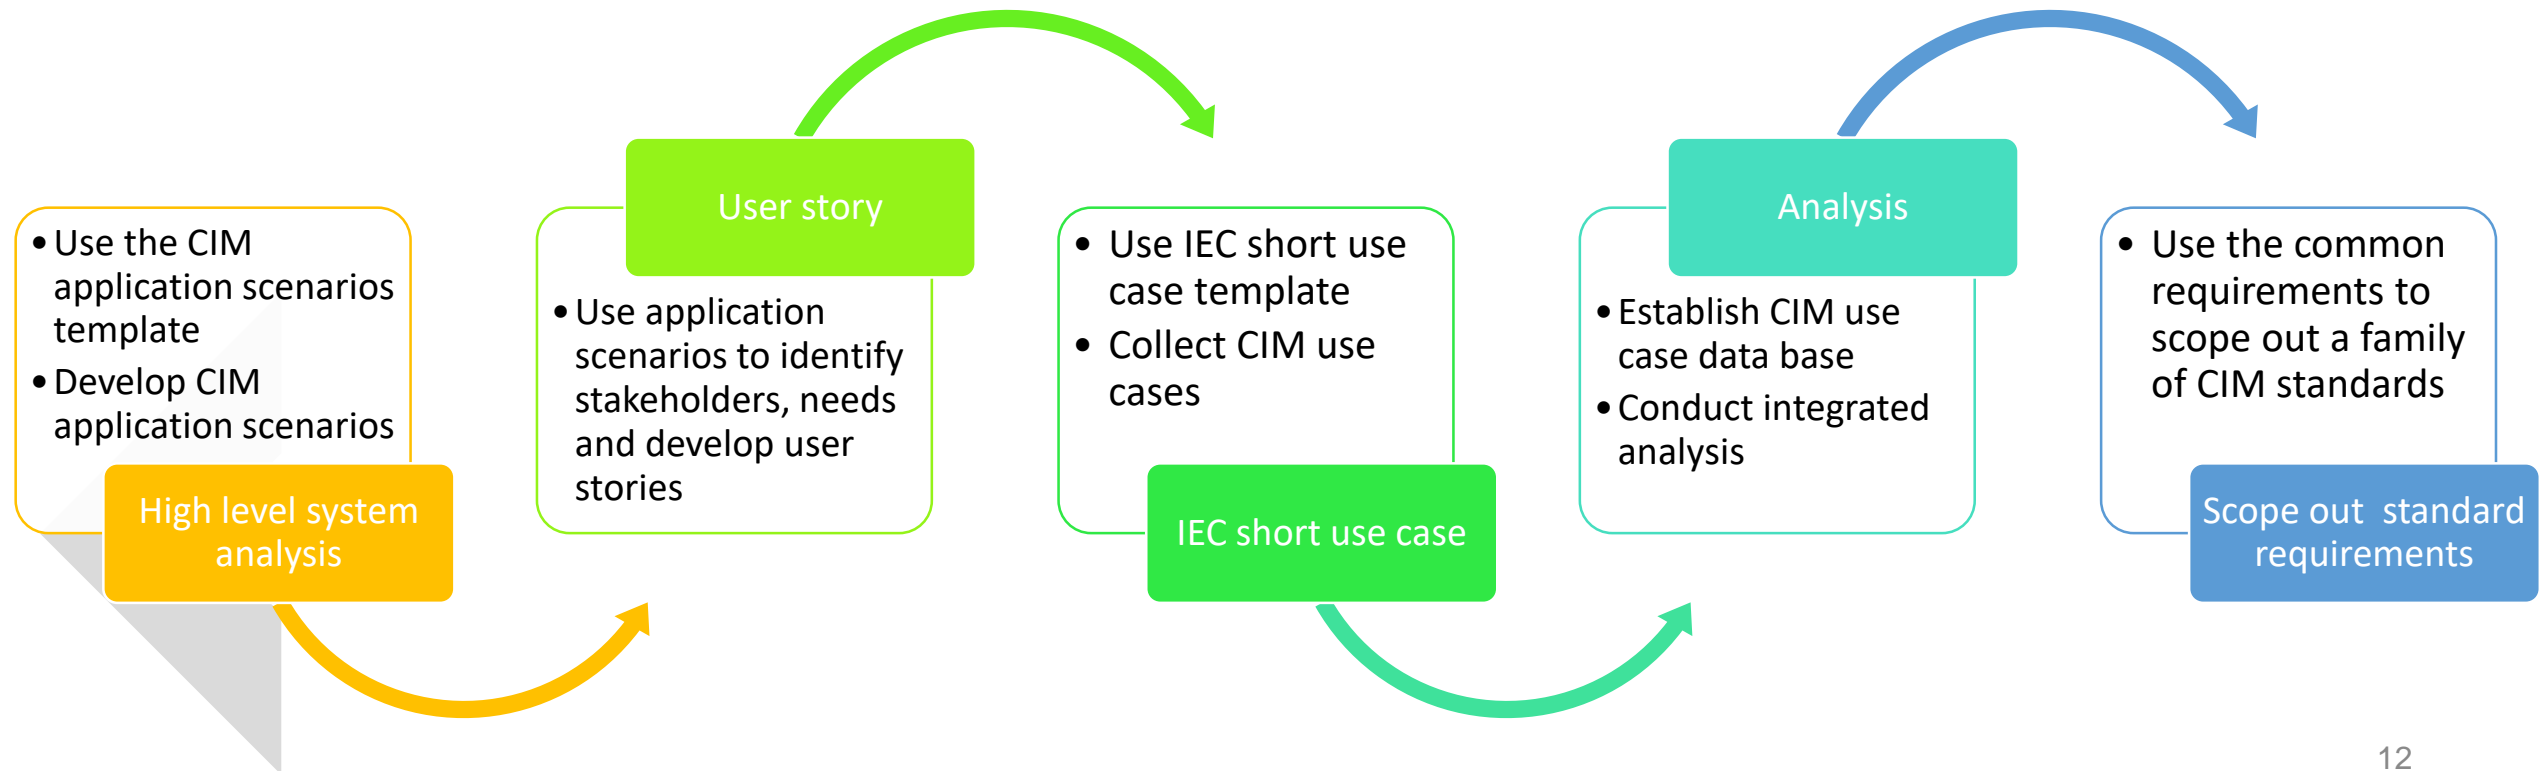 • Use the CIM
application scenarios
template
• Develop CIM
application scenarios
High level system
analysis
User story
• Use application
scenarios to identify
stakeholders, needs
and develop user
stories
• Use IEC short use
case template
• Collect CIM use
cases
IEC short use case
Analysis
• Establish CIM use
case data base
• Conduct integrated
analysis
• Use the common
requirements to
scope out a family
of CIM standards
Scope out  standard
requirements
12